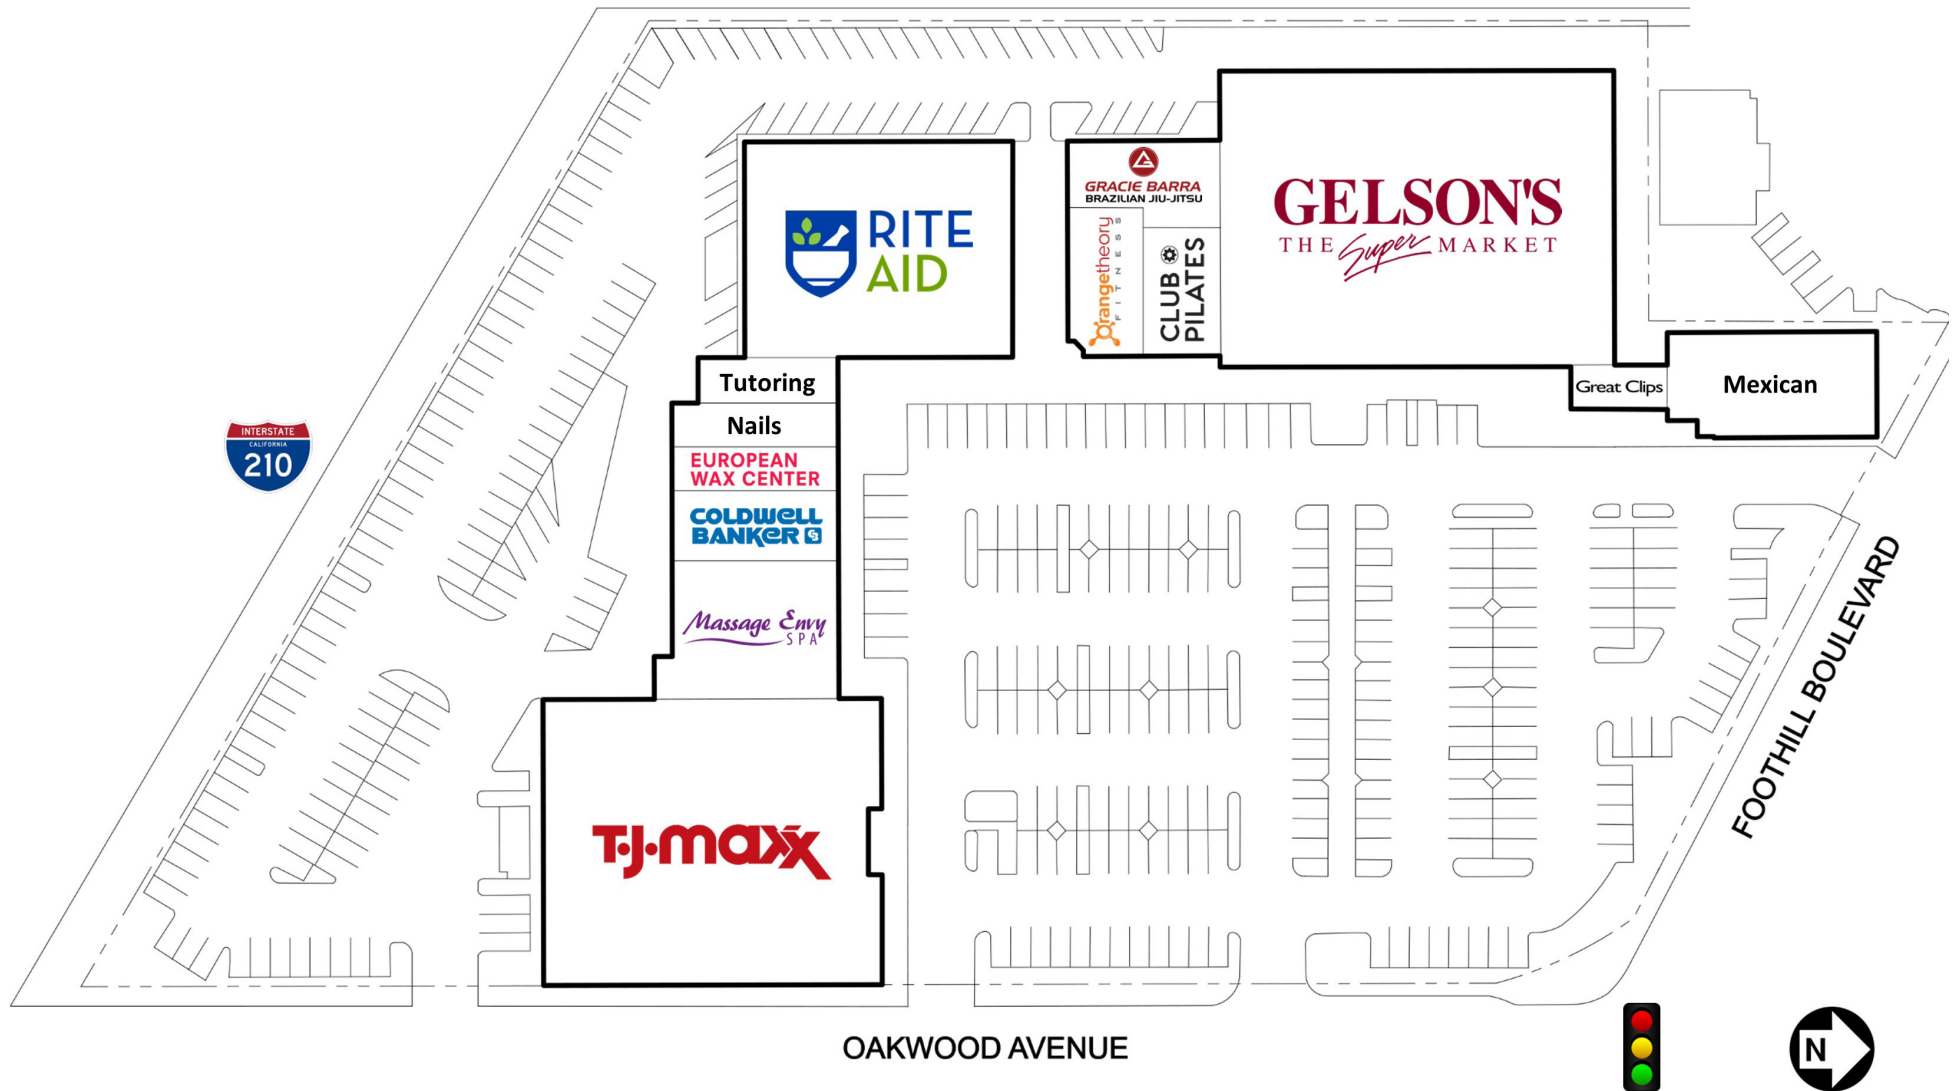 GRACIE BARRA
BRAZILIAN JIU-JITSU
RITE
AID
Orangetheory
FITNESS
CLUB
PILATES
GELSON'S
THE Super MARKET
Tutoring
Nails
EUROPEAN
WAX CENTER
COLDWELL
BANKER CB
Massage Envy
SPA
T.J.maxx
Great Clips
Mexican
INTERSTATE
CALIFORNIA
210
FOOTHILL BOULEVARD
OAKWOOD AVENUE
N